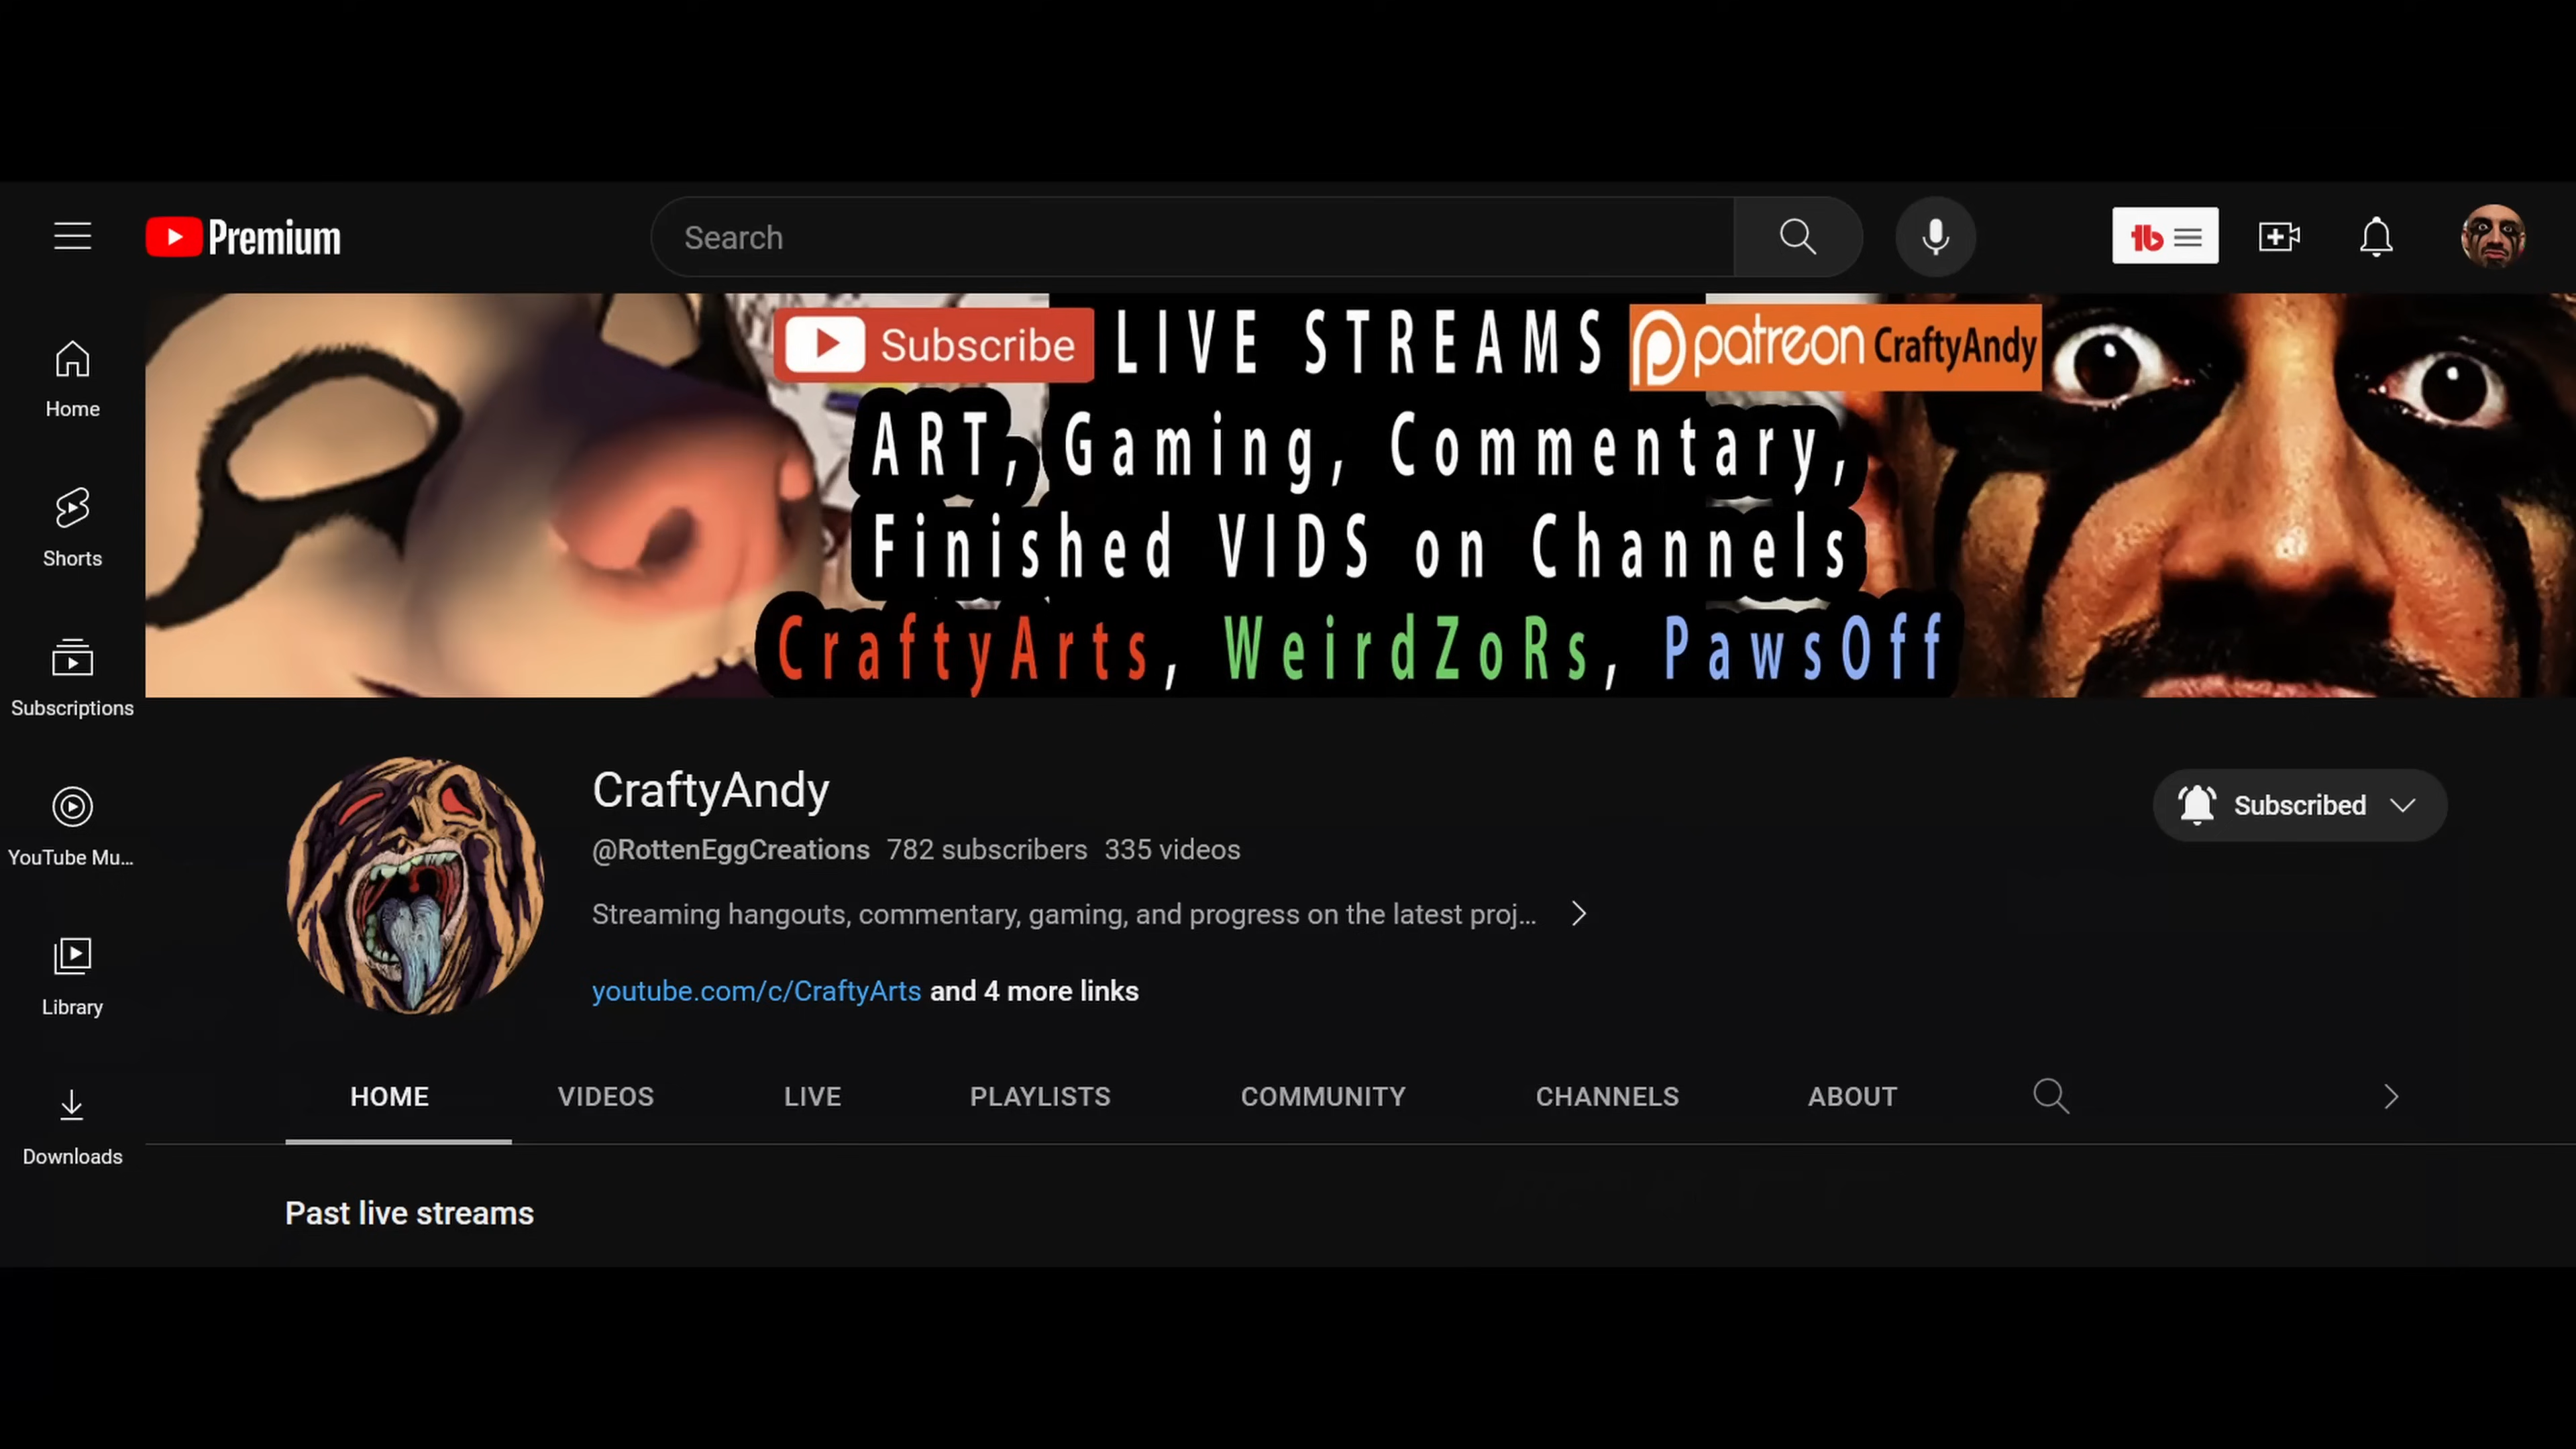 Premium
Search
Home
Shorts
Subscriptions
YouTube Mu...
Library
Downloads
Subscribe LIVE STREAMS patreon CraftyAndy
ART, Gaming, Commentary,
Finished VIDS on Channels
CraftyArts, WeirdZoRs, PawsOff
CraftyAndy
@RottenEggCreations 782 subscribers 335 videos
Subscribed
Streaming hangouts, commentary, gaming, and progress on the latest proj...
youtube.com/c/CraftyArts and 4 more links
HOME VIDEOS LIVE PLAYLISTS COMMUNITY CHANNELS ABOUT
Past live streams